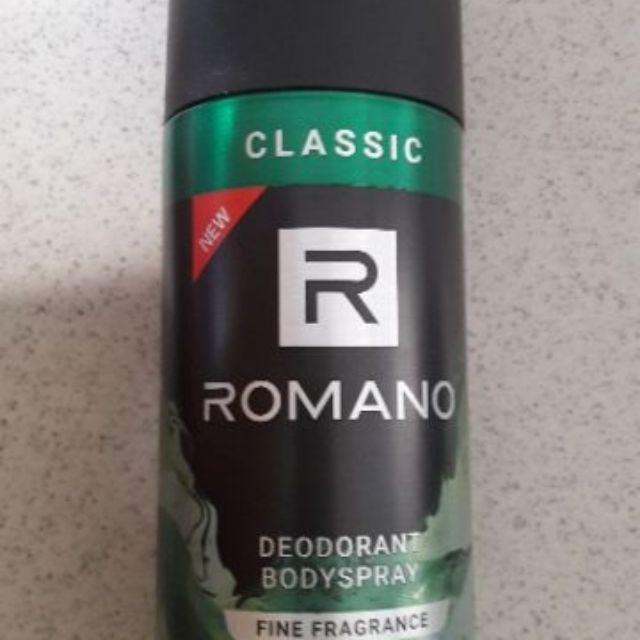 CLASSIC
NEW
R
ROMANO
DEODORANT
BODYSPRAY
FINE FRAGRANCE